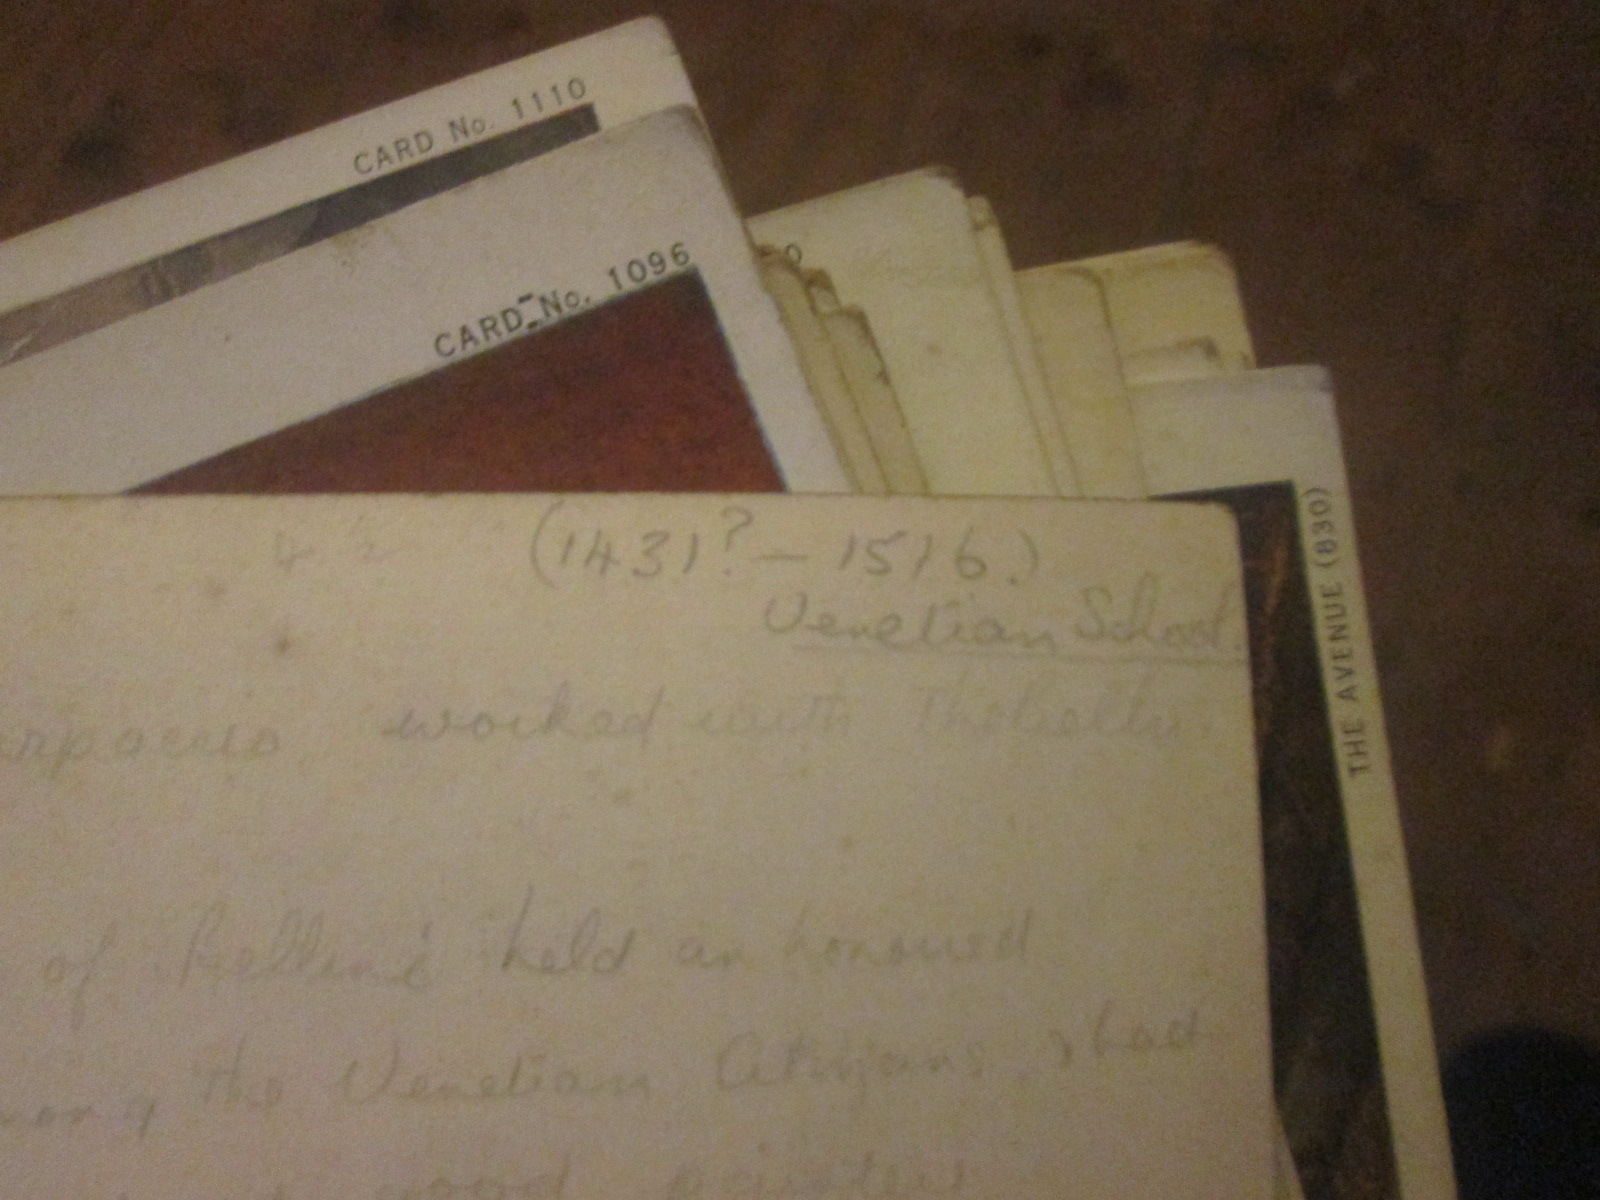 CARD No. 1110
CARD No. 1096
THE AVENUE (830)
(1431? — 1516.)
Venetian School.
worked with
of Bellini held an honoured
the Venetian had
good